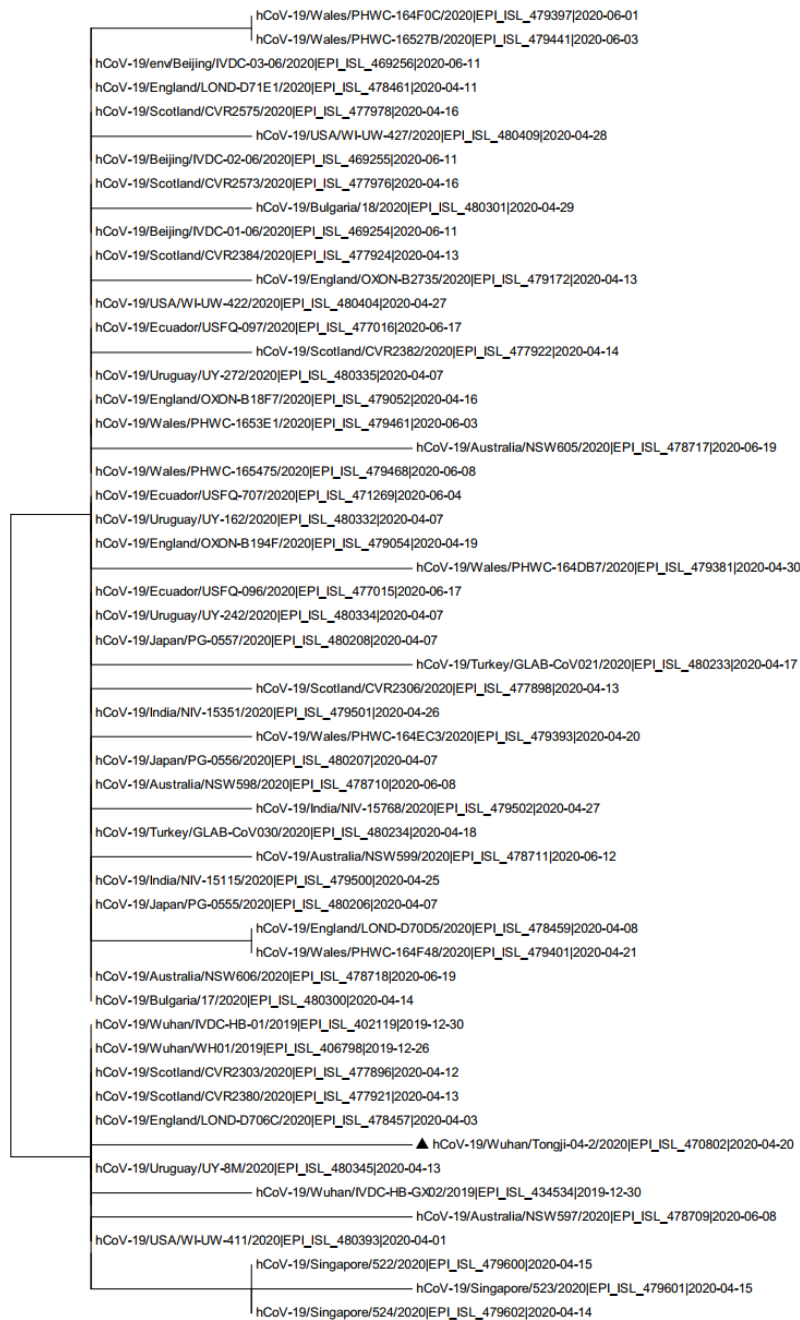 hCoV-19/Wales/PHWC-164F0C/2020|EPI_ISL_479397|2020-06-01
hCoV-19/Wales/PHWC-16527B/2020|EPI_ISL_479441|2020-06-03
hCoV-19/env/Beijing/IVDC-03-06/2020|EPI_ISL_469256|2020-06-11
hCoV-19/England/LOND-D71E1/2020|EPI_ISL_478461|2020-04-11
hCoV-19/Scotland/CVR2575/2020|EPI_ISL_477978|2020-04-16
hCoV-19/USA/WI-UW-427/2020|EPI_ISL_480409|2020-04-28
hCoV-19/Beijing/IVDC-02-06/2020|EPI_ISL_469255|2020-06-11
hCoV-19/Scotland/CVR2573/2020|EPI_ISL_477976|2020-04-16
hCoV-19/Bulgaria/18/2020|EPI_ISL_480301|2020-04-29
hCoV-19/Beijing/IVDC-01-06/2020|EPI_ISL_469254|2020-06-11
hCoV-19/Scotland/CVR2384/2020|EPI_ISL_477924|2020-04-13
hCoV-19/England/OXON-B2735/2020|EPI_ISL_479172|2020-04-13
hCoV-19/USA/WI-UW-422/2020|EPI_ISL_480404|2020-04-27
hCoV-19/Ecuador/USFQ-097/2020|EPI_ISL_477016|2020-06-17
hCoV-19/Scotland/CVR2382/2020|EPI_ISL_477922|2020-04-14
hCoV-19/Uruguay/UY-272/2020|EPI_ISL_480335|2020-04-07
hCoV-19/England/OXON-B18F7/2020|EPI_ISL_479052|2020-04-16
hCoV-19/Wales/PHWC-1653E1/2020|EPI_ISL_479461|2020-06-03
hCoV-19/Australia/NSW605/2020|EPI_ISL_478717|2020-06-19
hCoV-19/Wales/PHWC-165475/2020|EPI_ISL_479468|2020-06-08
hCoV-19/Ecuador/USFQ-707/2020|EPI_ISL_471269|2020-06-04
hCoV-19/Uruguay/UY-162/2020|EPI_ISL_480332|2020-04-07
hCoV-19/England/OXON-B194F/2020|EPI_ISL_479054|2020-04-19
hCoV-19/Wales/PHWC-164DB7/2020|EPI_ISL_479381|2020-04-30
hCoV-19/Ecuador/USFQ-096/2020|EPI_ISL_477015|2020-06-17
hCoV-19/Uruguay/UY-242/2020|EPI_ISL_480334|2020-04-07
hCoV-19/Japan/PG-0557/2020|EPI_ISL_480208|2020-04-07
hCoV-19/Turkey/GLAB-CoV021/2020|EPI_ISL_480233|2020-04-17
hCoV-19/Scotland/CVR2306/2020|EPI_ISL_477898|2020-04-13
hCoV-19/India/NIV-15351/2020|EPI_ISL_479501|2020-04-26
hCoV-19/Wales/PHWC-164EC3/2020|EPI_ISL_479393|2020-04-20
hCoV-19/Japan/PG-0556/2020|EPI_ISL_480207|2020-04-07
hCoV-19/Australia/NSW598/2020|EPI_ISL_478710|2020-06-08
hCoV-19/India/NIV-15768/2020|EPI_ISL_479502|2020-04-27
hCoV-19/Turkey/GLAB-CoV030/2020|EPI_ISL_480234|2020-04-18
hCoV-19/Australia/NSW599/2020|EPI_ISL_478711|2020-06-12
hCoV-19/India/NIV-15115/2020|EPI_ISL_479500|2020-04-25
hCoV-19/Japan/PG-0555/2020|EPI_ISL_480206|2020-04-07
hCoV-19/England/LOND-D70D5/2020|EPI_ISL_478459|2020-04-08
hCoV-19/Wales/PHWC-164F48/2020|EPI_ISL_479401|2020-04-21
hCoV-19/Australia/NSW606/2020|EPI_ISL_478718|2020-06-19
hCoV-19/Bulgaria/17/2020|EPI_ISL_480300|2020-04-14
hCoV-19/Wuhan/IVDC-HB-01/2019|EPI_ISL_402119|2019-12-30
hCoV-19/Wuhan/WH01/2019|EPI_ISL_406798|2019-12-26
hCoV-19/Scotland/CVR2303/2020|EPI_ISL_477896|2020-04-12
hCoV-19/Scotland/CVR2380/2020|EPI_ISL_477921|2020-04-13
hCoV-19/England/LOND-D706C/2020|EPI_ISL_478457|2020-04-03
hCoV-19/Wuhan/Tongji-04-2/2020|EPI_ISL_470802|2020-04-20
hCoV-19/Uruguay/UY-8M/2020|EPI_ISL_480345|2020-04-13
hCoV-19/Wuhan/IVDC-HB-GX02/2019|EPI_ISL_434534|2019-12-30
hCoV-19/Australia/NSW597/2020|EPI_ISL_478709|2020-06-08
hCoV-19/USA/WI-UW-411/2020|EPI_ISL_480393|2020-04-01
hCoV-19/Singapore/522/2020|EPI_ISL_479600|2020-04-15
hCoV-19/Singapore/523/2020|EPI_ISL_479601|2020-04-15
hCoV-19/Singapore/524/2020|EPI_ISL_479602|2020-04-14